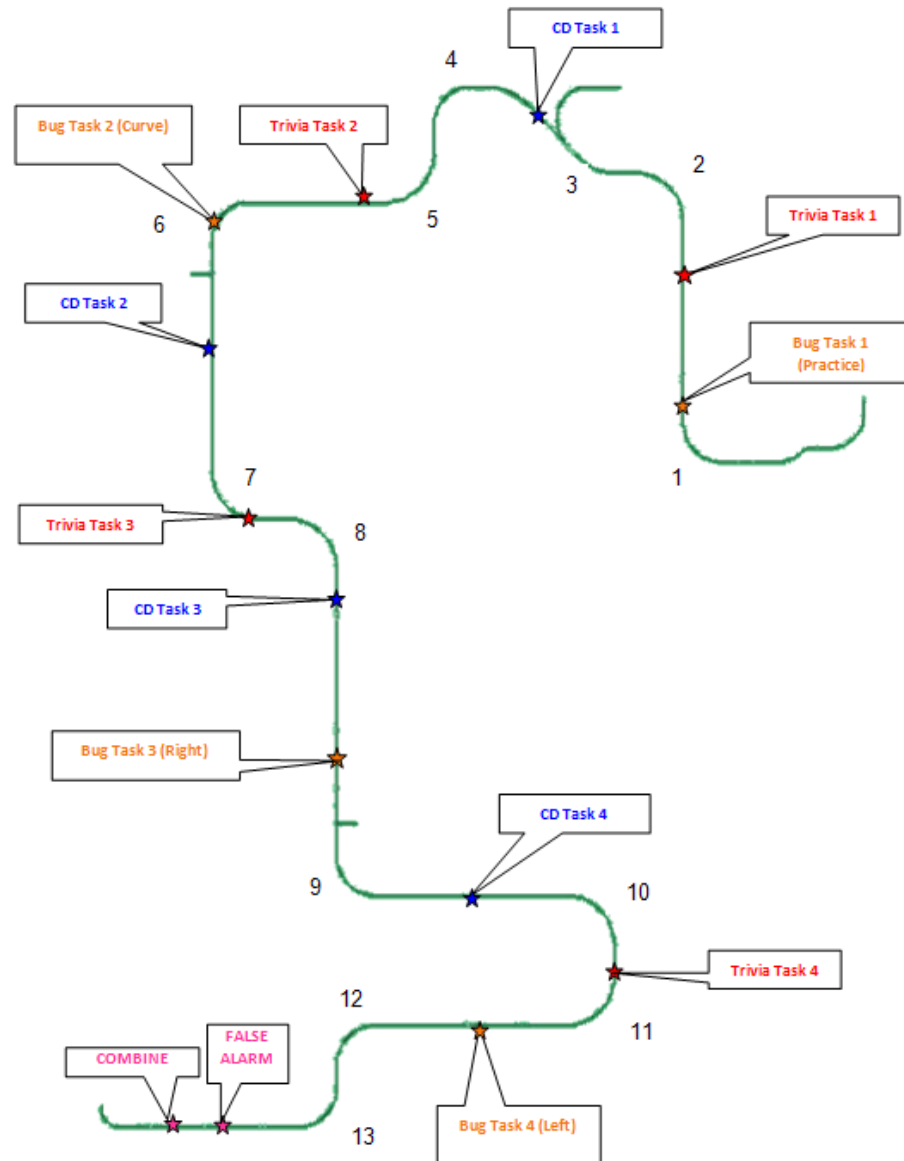 CD Task 1
4
Bug Task 2 (Curve)
Trivia Task 2
2
3
6
5
Trivia Task 1
CD Task 2
Bug Task 1
(Practice)
7
1
Trivia Task 3
8
CD Task 3
Bug Task 3 (Right)
CD Task 4
9
10
Trivia Task 4
12
11
COMBINE
FALSE
ALARM
13
Bug Task 4 (Left)